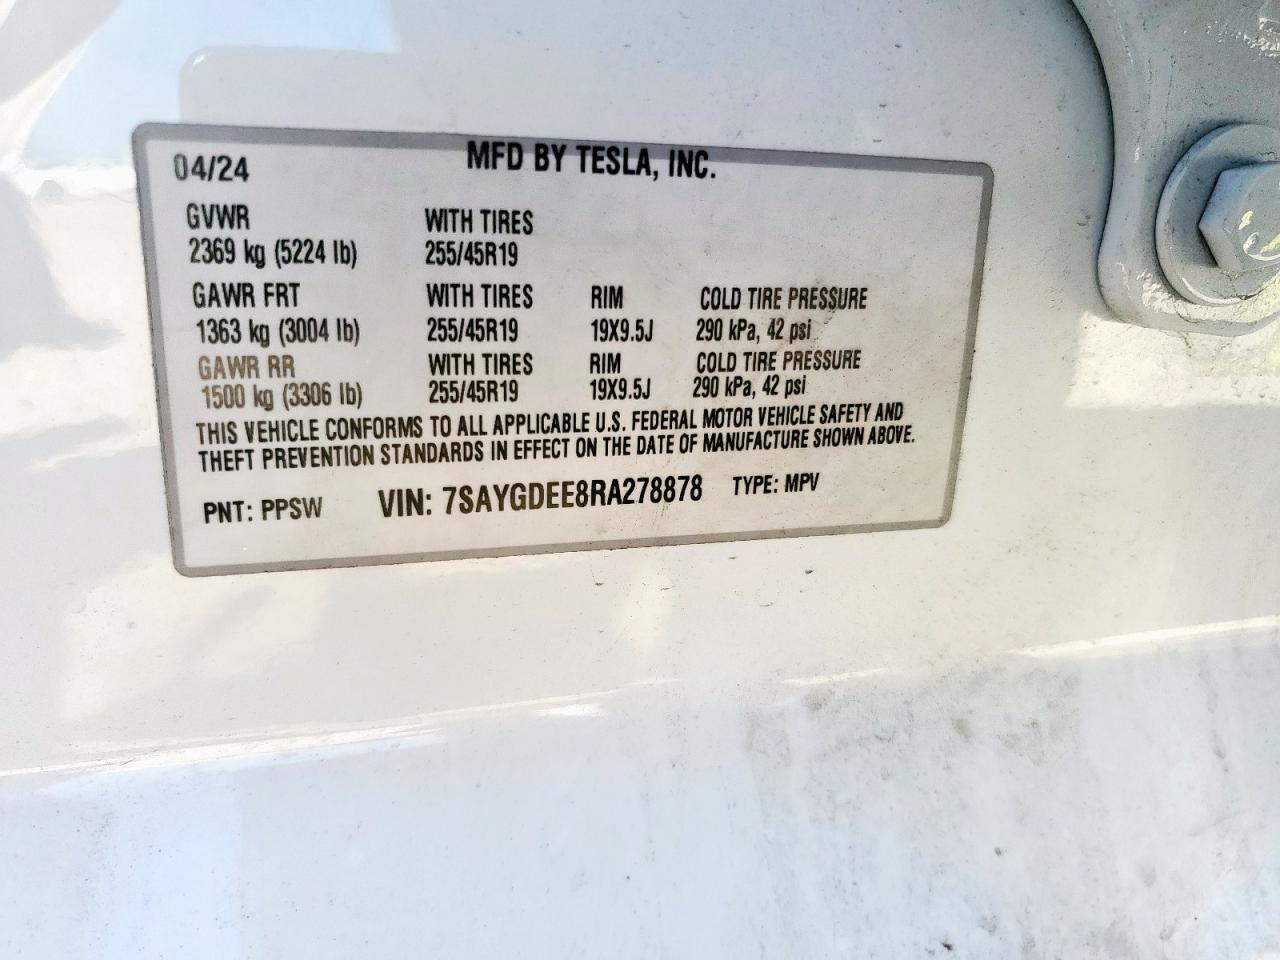 04/24 MFD BY TESLA, INC.
GVWR WITH TIRES
2369 kg (5224 lb) 255/45R19
GAWR FRT WITH TIRES RIM COLD TIRE PRESSURE
1363 kg (3004 lb) 255/45R19 19X9.5J 290 kPa, 42 psi
GAWR RR WITH TIRES RIM COLD TIRE PRESSURE
1500 kg (3306 lb) 255/45R19 19X9.5J 290 kPa, 42 psi
THIS VEHICLE CONFORMS TO ALL APPLICABLE U.S. FEDERAL MOTOR VEHICLE SAFETY AND
THEFT PREVENTION STANDARDS IN EFFECT ON THE DATE OF MANUFACTURE SHOWN ABOVE.
PNT: PPSW VIN: 7SAYGDEE8RA278878 TYPE: MPV